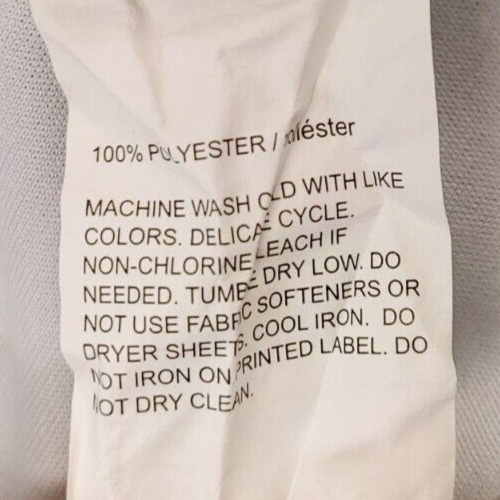 100% POLYESTER / poliéster
MACHINE WASH COLD WITH LIKE
COLORS. DELICATE CYCLE.
NON-CHLORINE BLEACH IF
NEEDED. TUMBLE DRY LOW. DO
NOT USE FABRIC SOFTENERS OR
DRYER SHEETS. COOL IRON. DO
NOT IRON ON PRINTED LABEL. DO
NOT DRY CLEAN.